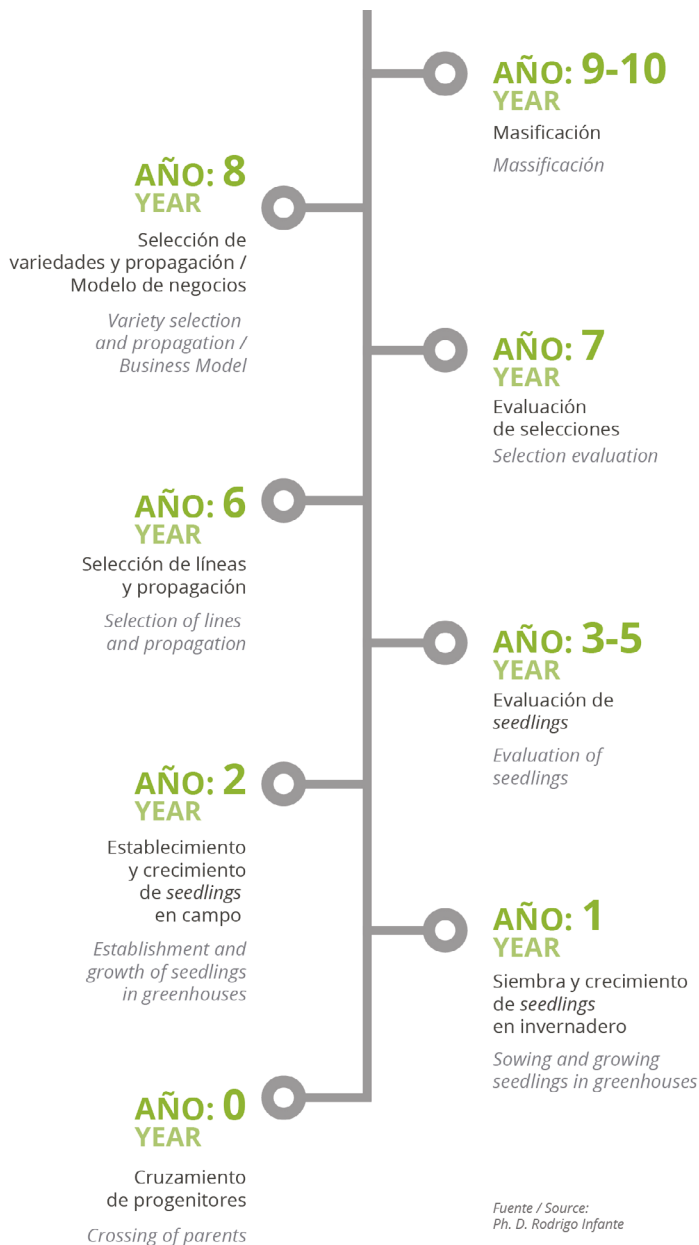 AÑO: 9-10
YEAR
Masificación
Massificación
AÑO: 8
YEAR
Selección de
variedades y propagación /
Modelo de negocios
Variety selection
and propagation /
Business Model
AÑO: 7
YEAR
Evaluación
de selecciones
Selection evaluation
AÑO: 6
YEAR
Selección de líneas
y propagación
Selection of lines
and propagation
AÑO: 3-5
YEAR
Evaluación de
seedlings
Evaluation of
seedlings
AÑO: 2
YEAR
Establecimiento
y crecimiento
de seedlings
en campo
Establishment and
growth of seedlings
in greenhouses
AÑO: 1
YEAR
Siembra y crecimiento
de seedlings
en invernadero
Sowing and growing
seedlings in greenhouses
AÑO: 0
YEAR
Cruzamiento
de progenitores
Crossing of parents
Fuente / Source:
Ph. D. Rodrigo Infante